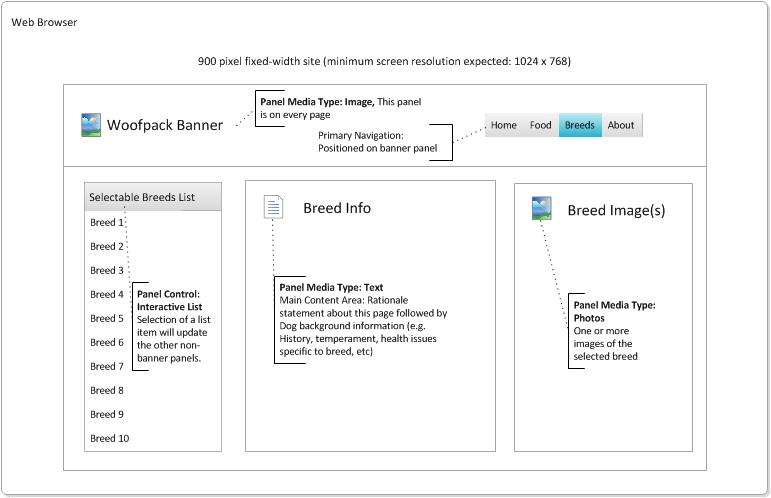 Web Browser
900 pixel fixed-width site (minimum screen resolution expected: 1024 x 768)
Woofpack Banner
Panel Media Type: Image, This panel
is on every page
Primary Navigation:
Positioned on banner panel
Home Food Breeds About
Selectable Breeds List
Breed 1
Breed 2
Breed 3
Breed 4
Breed 5
Breed 6
Breed 7
Breed 8
Breed 9
Breed 10
Panel Control:
Interactive List
Selection of a list
item will update
the other non-
banner panels.
Breed Info
Panel Media Type: Text
Main Content Area: Rationale
statement about this page followed by
Dog background information (e.g.
History, temperament, health issues
specific to breed, etc)
Breed Image(s)
Panel Media Type:
Photos
One or more
images of the
selected breed